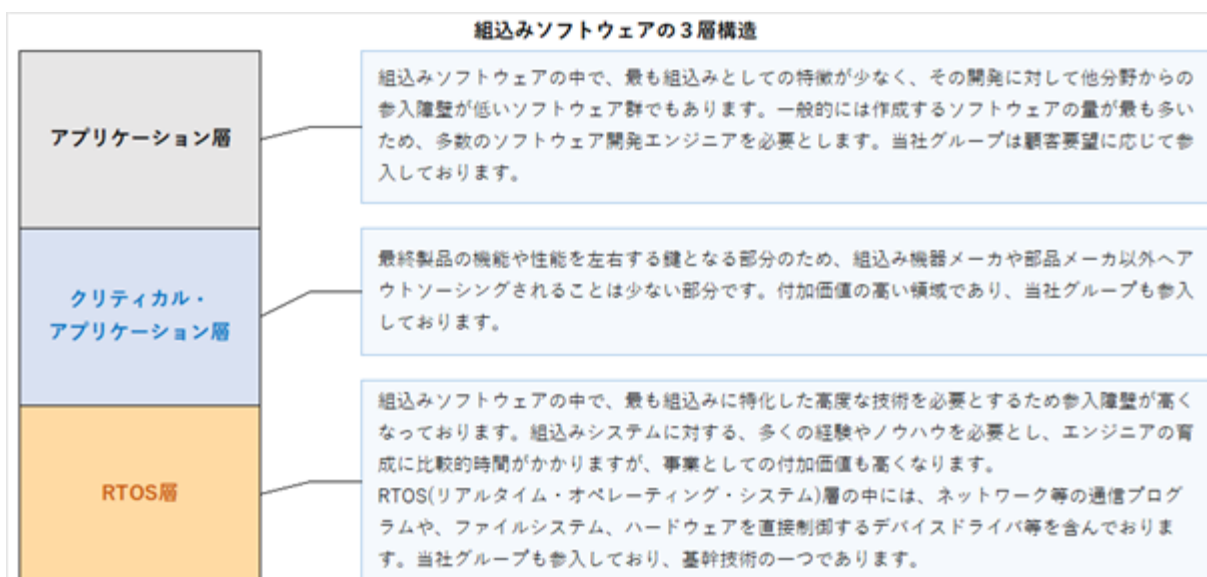 組込みソフトウェアの3層構造
アプリケーション層
組込みソフトウェアの中で、最も組込みとしての特徴が少なく、その開発に対して他分野からの
参入障壁が低いソフトウェア群でもあります。一般的には作成するソフトウェアの量が最も多い
ため、多数のソフトウェア開発エンジニアを必要とします。当社グループは顧客要望に応じて参
入しております。
クリティカル・
アプリケーション層
最終製品の機能や性能を左右する鍵となる部分のため、組込み機器メーカや部品メーカ以外へア
ウトソーシングされることは少ない部分です。付加価値の高い領域であり、当社グループも参入
しております。
RTOS層
組込みソフトウェアの中で、最も組込みに特化した高度な技術を必要とするため参入障壁が高く
なっております。組込みシステムに対する、多くの経験やノウハウを必要とし、エンジニアの育
成に比較的時間がかかりますが、事業としての付加価値も高くなります。
RTOS(リアルタイム・オペレーティング・システム)層の中には、ネットワーク等の通信プログ
ラムや、ファイルシステム、ハードウェアを直接制御するデバイスドライバ等を含んでおりま
す。当社グループも参入しており、基幹技術の一つであります。